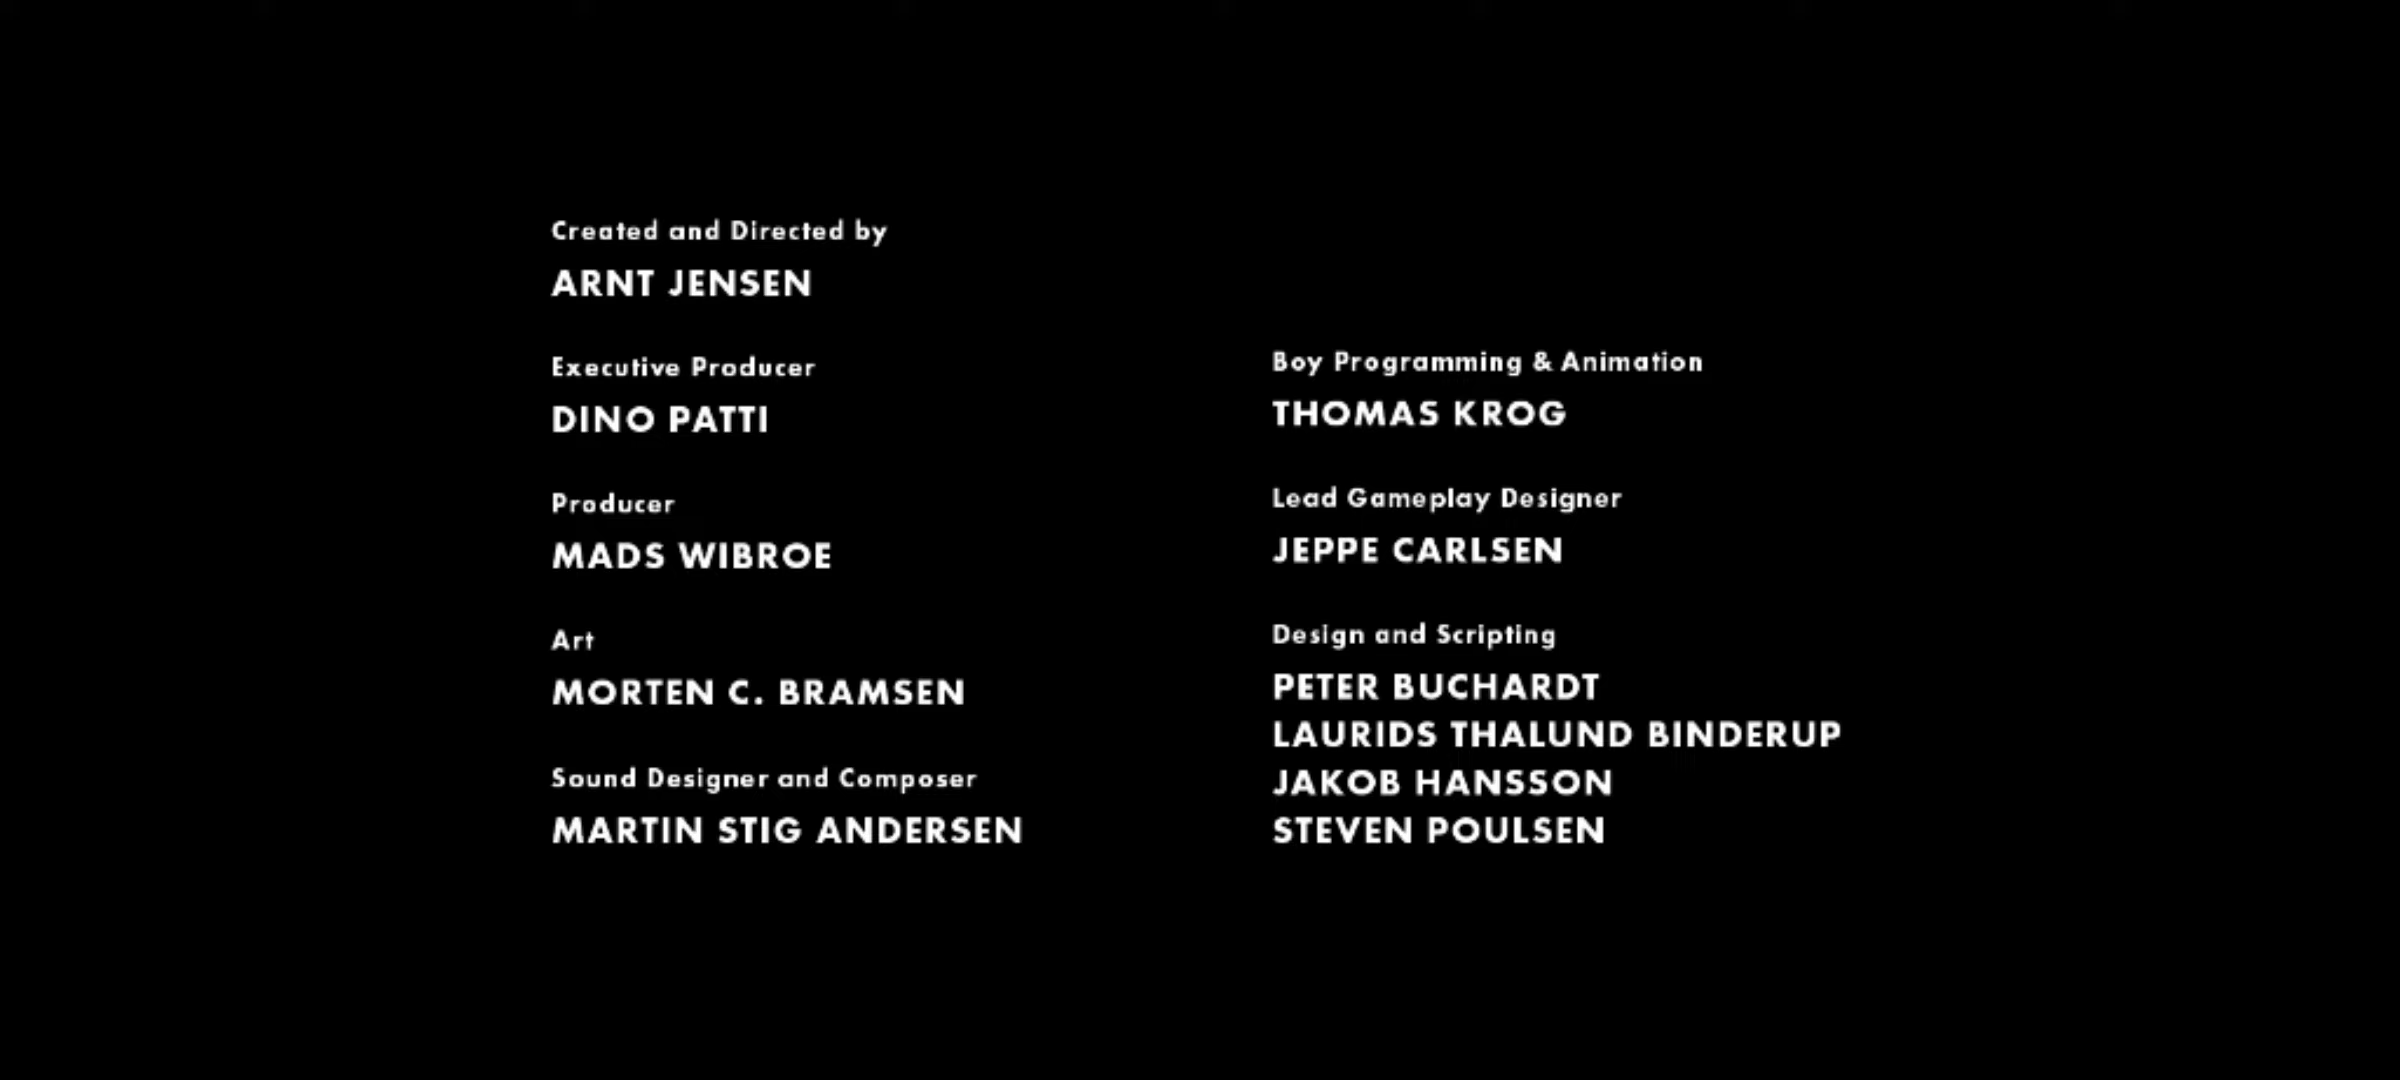 Created and Directed by
ARNT JENSEN
Executive Producer
DINO PATTI
Producer
MADS WIBROE
Art
MORTEN C. BRAMSEN
Sound Designer and Composer
MARTIN STIG ANDERSEN
Boy Programming & Animation
THOMAS KROG
Lead Gameplay Designer
JEPPE CARLSEN
Design and Scripting
PETER BUCHARDT
LAURIDS THALUND BINDERUP
JAKOB HANSSON
STEVEN POULSEN